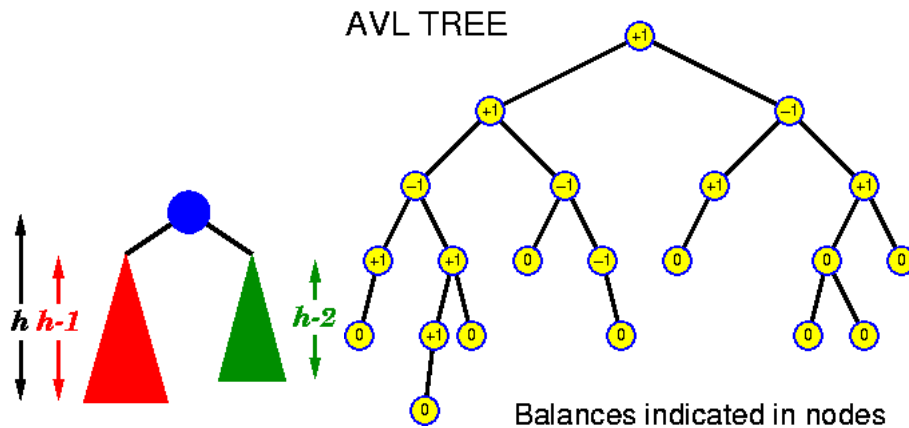 AVL TREE
+1
+1 -1
-1 -1 +1 +1
+1 +1 0 -1 0 0 0
h h-1 h-2
0 +1 0 0 0 0
0
Balances indicated in nodes